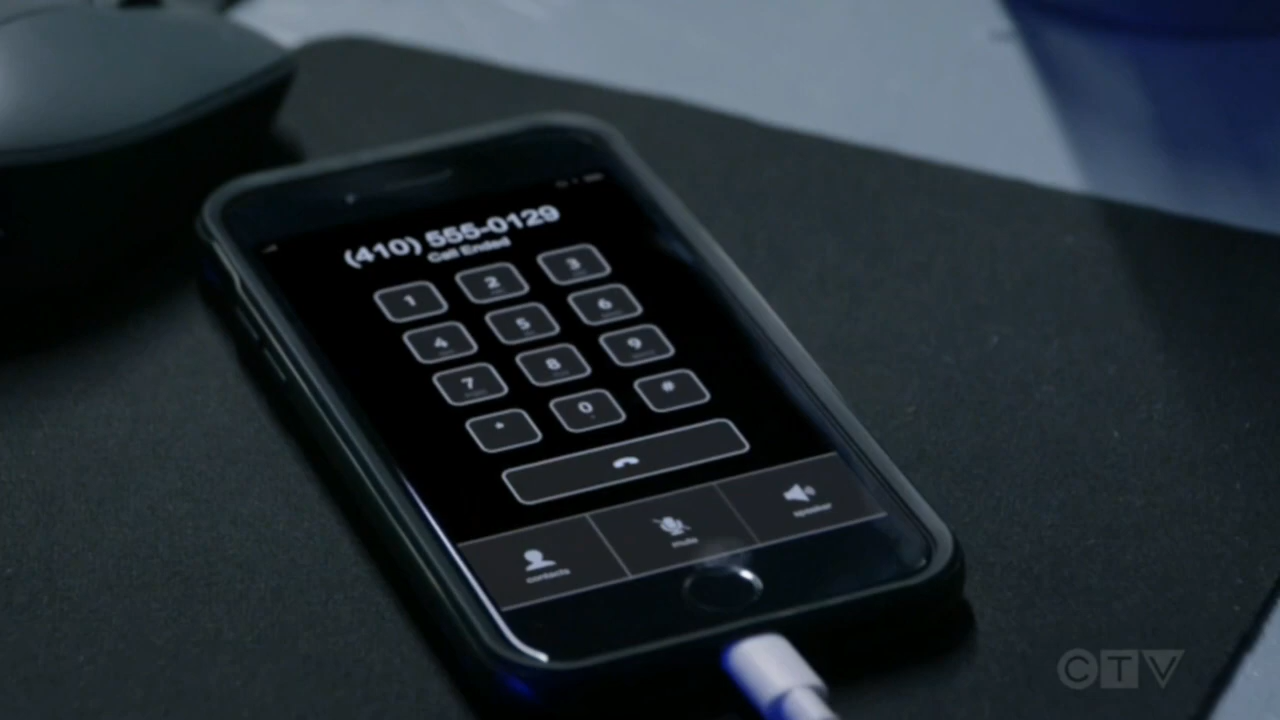 (410) 555-0129
Call Ended
1 2 3
4 5 6
7 8 9
* 0 #
contacts mute speaker
CTV